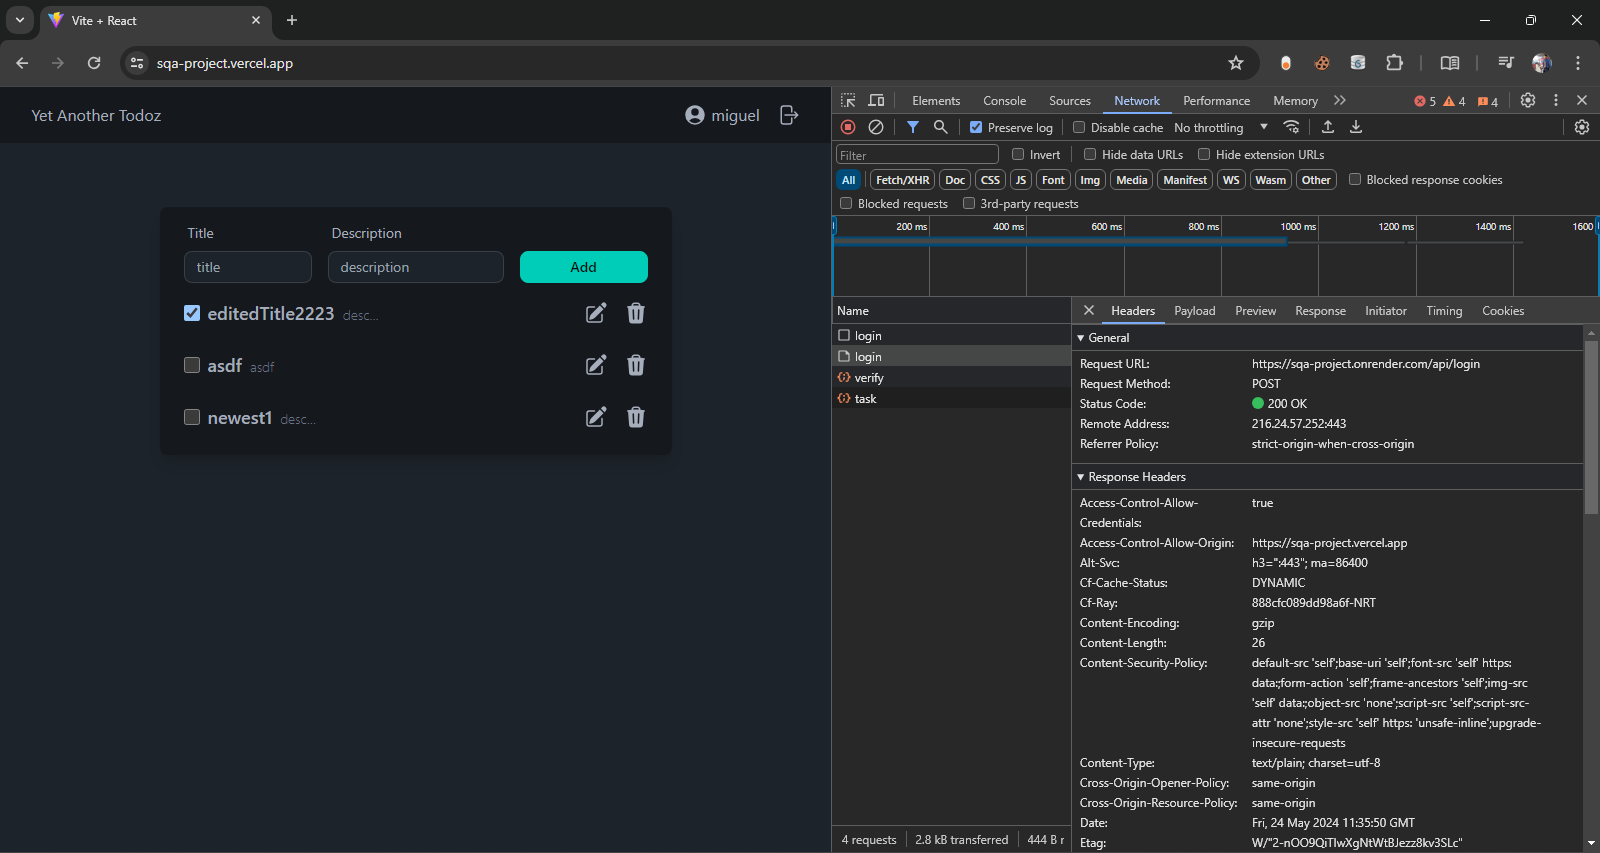 Vite + React
sqa-project.vercel.app
Yet Another Todoz
miguel
Title
Description
title
description
Add
editedTitle2223 desc...
asdf asdf
newest1 desc...
Elements Console Sources Network Performance Memory
5 4 4
Preserve log Disable cache No throttling
Filter
Invert Hide data URLs Hide extension URLs
All Fetch/XHR Doc CSS JS Font Img Media Manifest WS Wasm Other Blocked response cookies
Blocked requests 3rd-party requests
200 ms 400 ms 600 ms 800 ms 1000 ms 1200 ms 1400 ms 1600
Name
login
login
verify
task
4 requests 2.8 kB transferred 444 B r
Headers Payload Preview Response Initiator Timing Cookies
General
Request URL: https://sqa-project.onrender.com/api/login
Request Method: POST
Status Code: 200 OK
Remote Address: 216.24.57.252:443
Referrer Policy: strict-origin-when-cross-origin
Response Headers
Access-Control-Allow- true
Credentials:
Access-Control-Allow-Origin: https://sqa-project.vercel.app
Alt-Svc: h3=":443"; ma=86400
Cf-Cache-Status: DYNAMIC
Cf-Ray: 888cfc089dd98a6f-NRT
Content-Encoding: gzip
Content-Length: 26
Content-Security-Policy: default-src 'self';base-uri 'self';font-src 'self' https:
data:;form-action 'self';frame-ancestors 'self';img-src
'self' data:;object-src 'none';script-src 'self';script-src-
attr 'none';style-src 'self' https: 'unsafe-inline';upgrade-
insecure-requests
Content-Type: text/plain; charset=utf-8
Cross-Origin-Opener-Policy: same-origin
Cross-Origin-Resource-Policy: same-origin
Date: Fri, 24 May 2024 11:35:50 GMT
Etag: W/"2-nOO9QiTIwXgNtWtBJezz8kv3SLc"